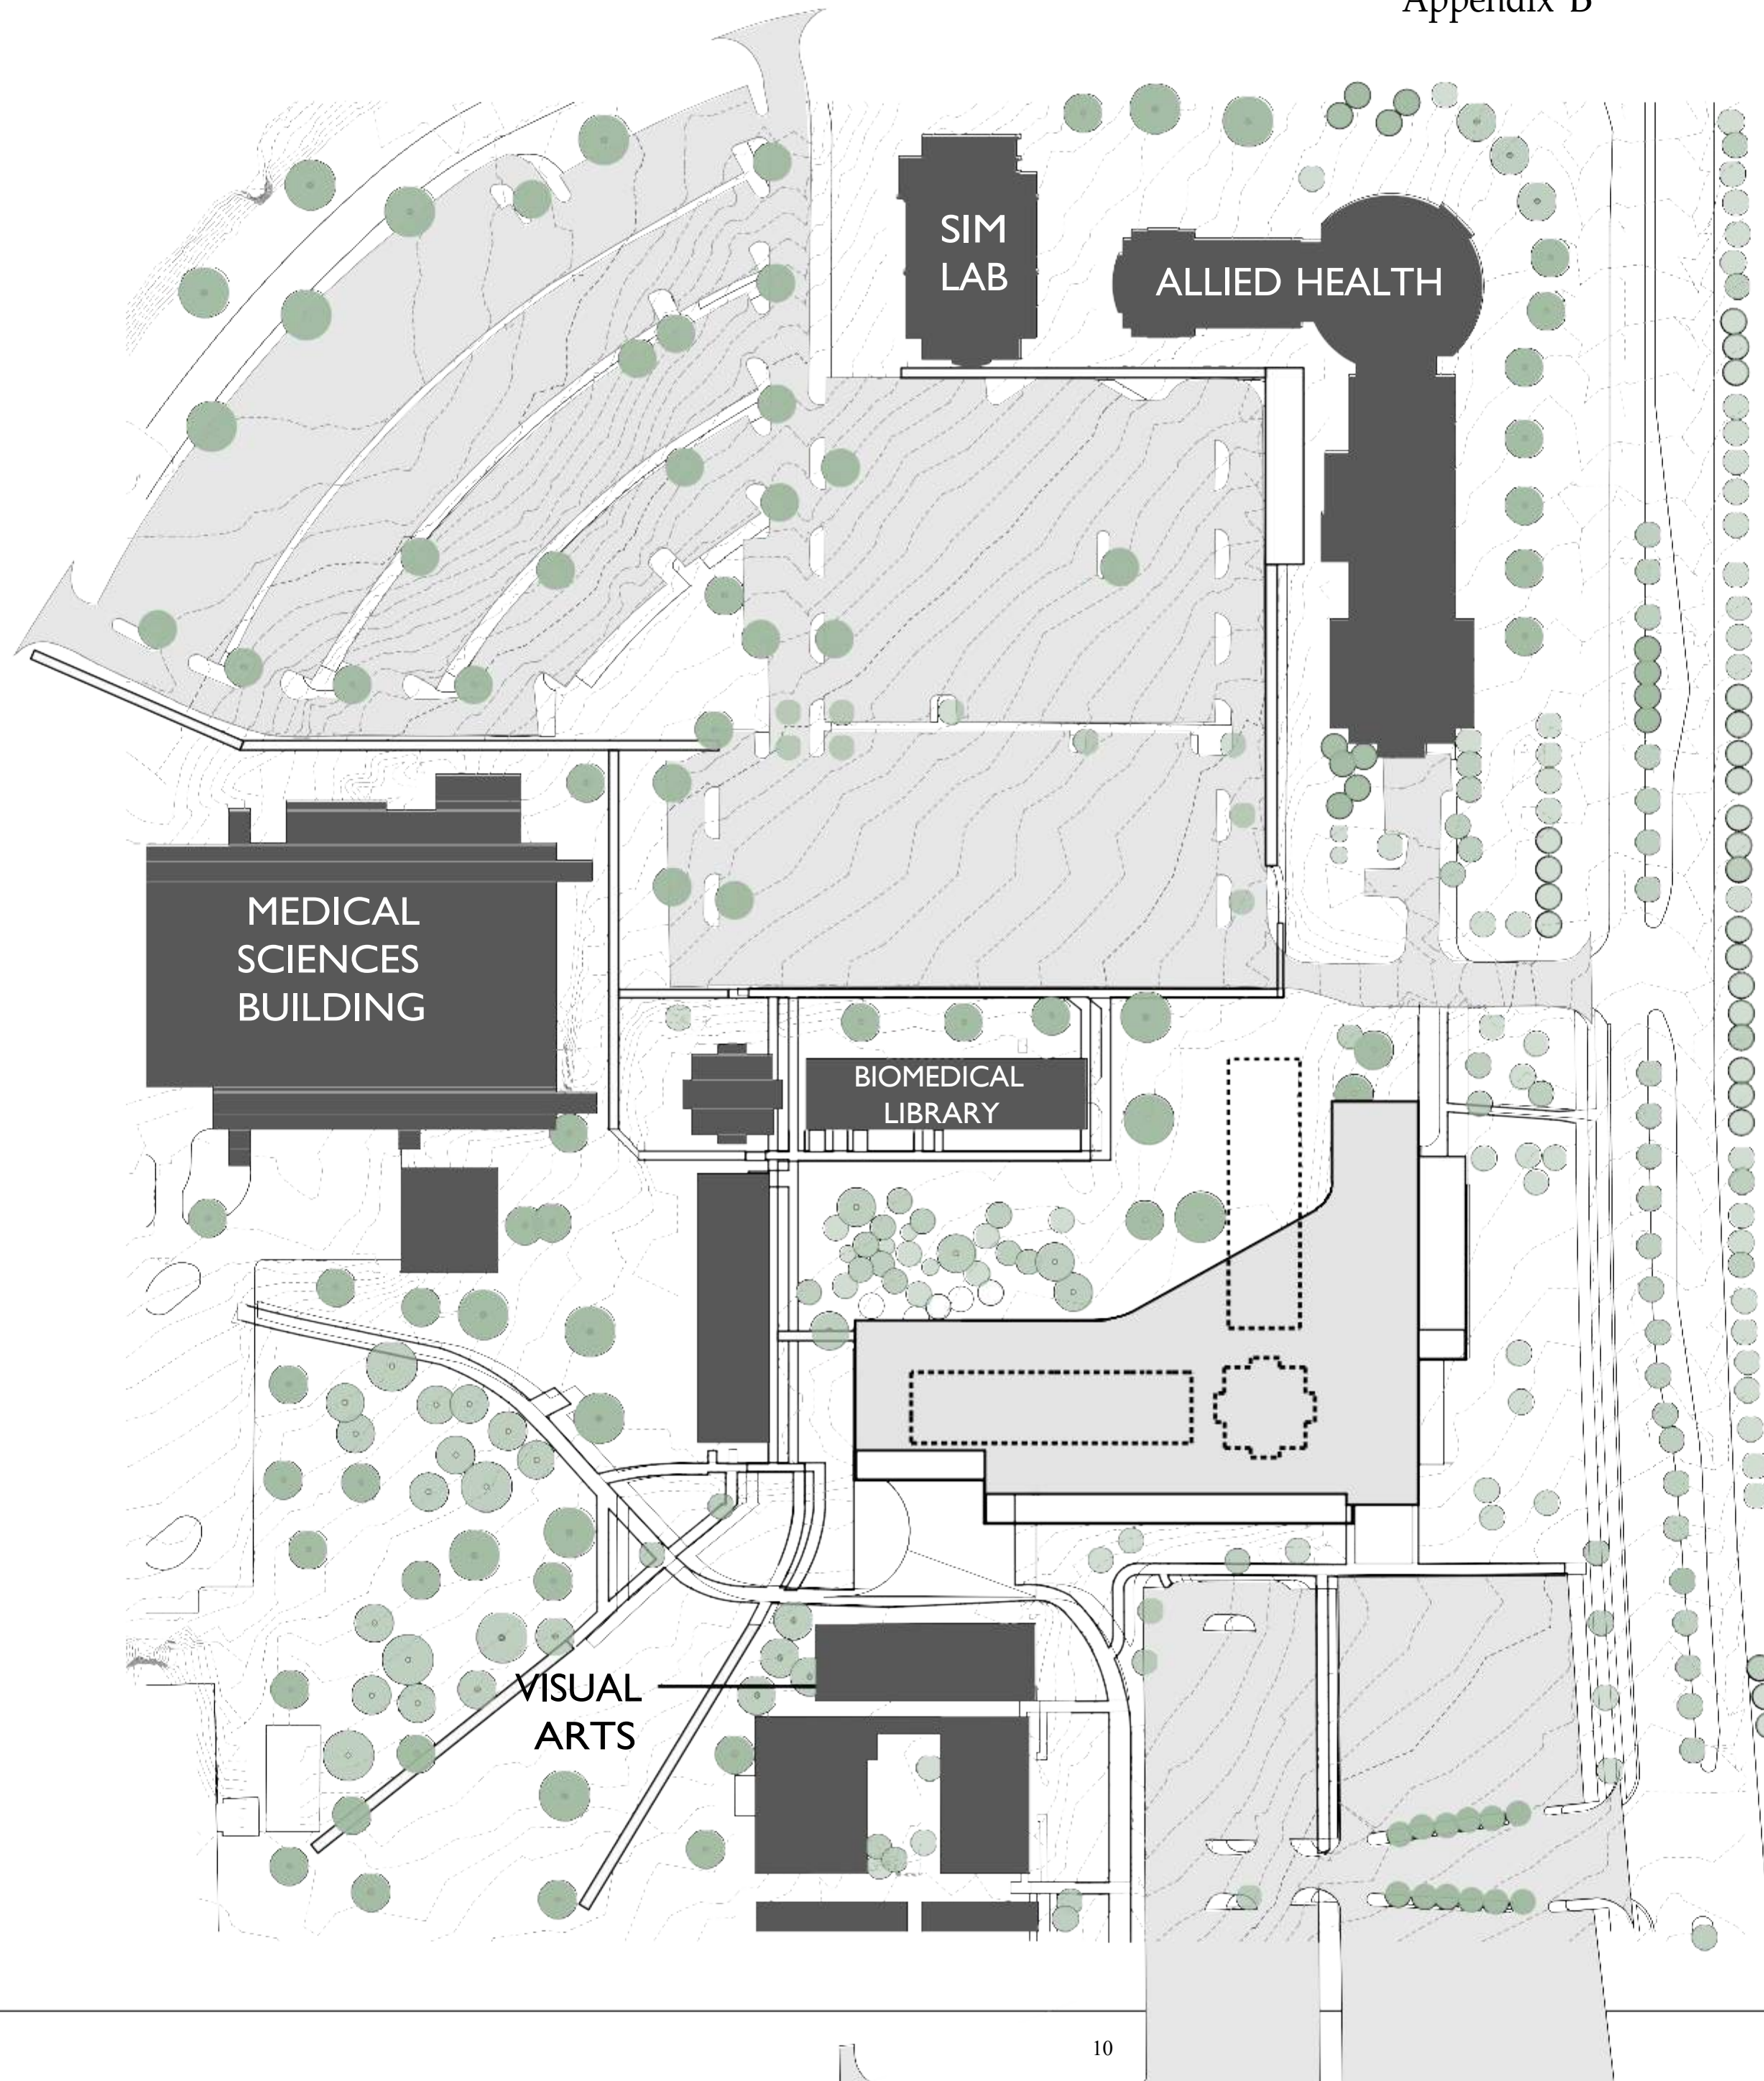 Appendix B
SIM
LAB
ALLIED HEALTH
MEDICAL
SCIENCES
BUILDING
BIOMEDICAL
LIBRARY
VISUAL
ARTS
10